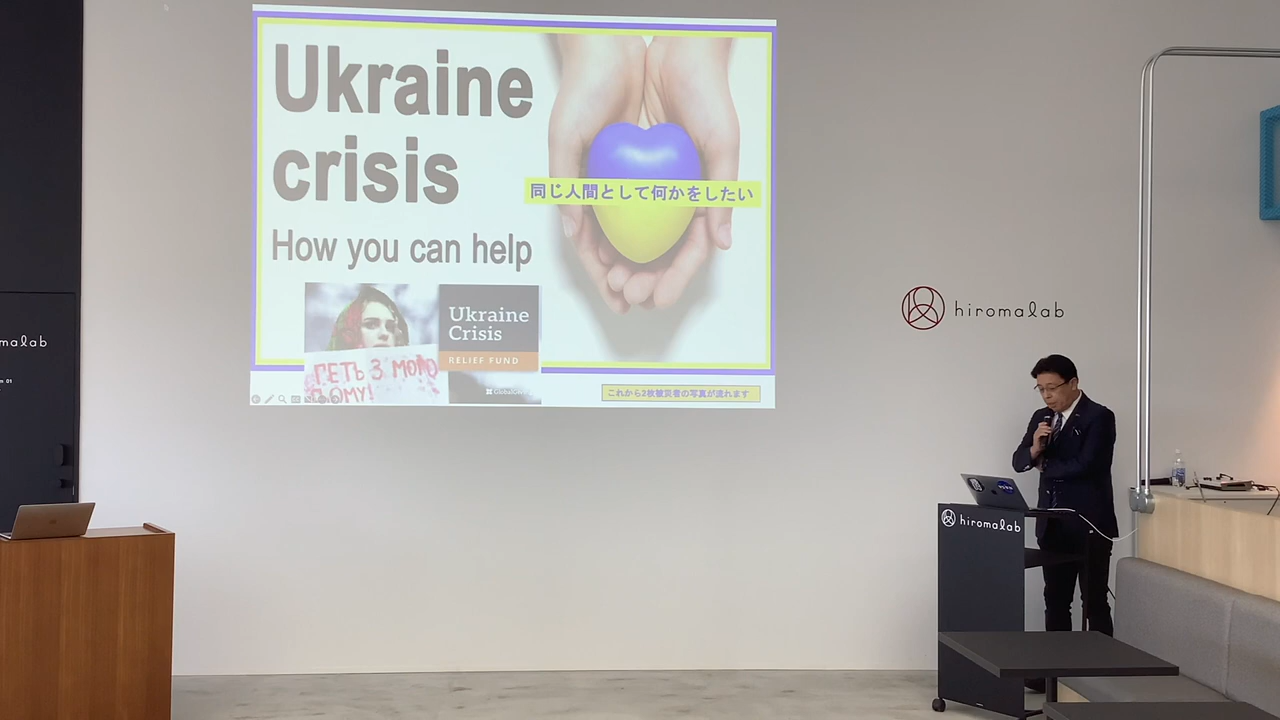 Ukraine
crisis
How you can help
同じ人間として何かをしたい
Ukraine
Crisis
RELIEF FUND
ГЕТЬ З МОГО
ДОМУ!
これから2枚被災者の写真が流れます
hiromalab
hiromalab
malab
01